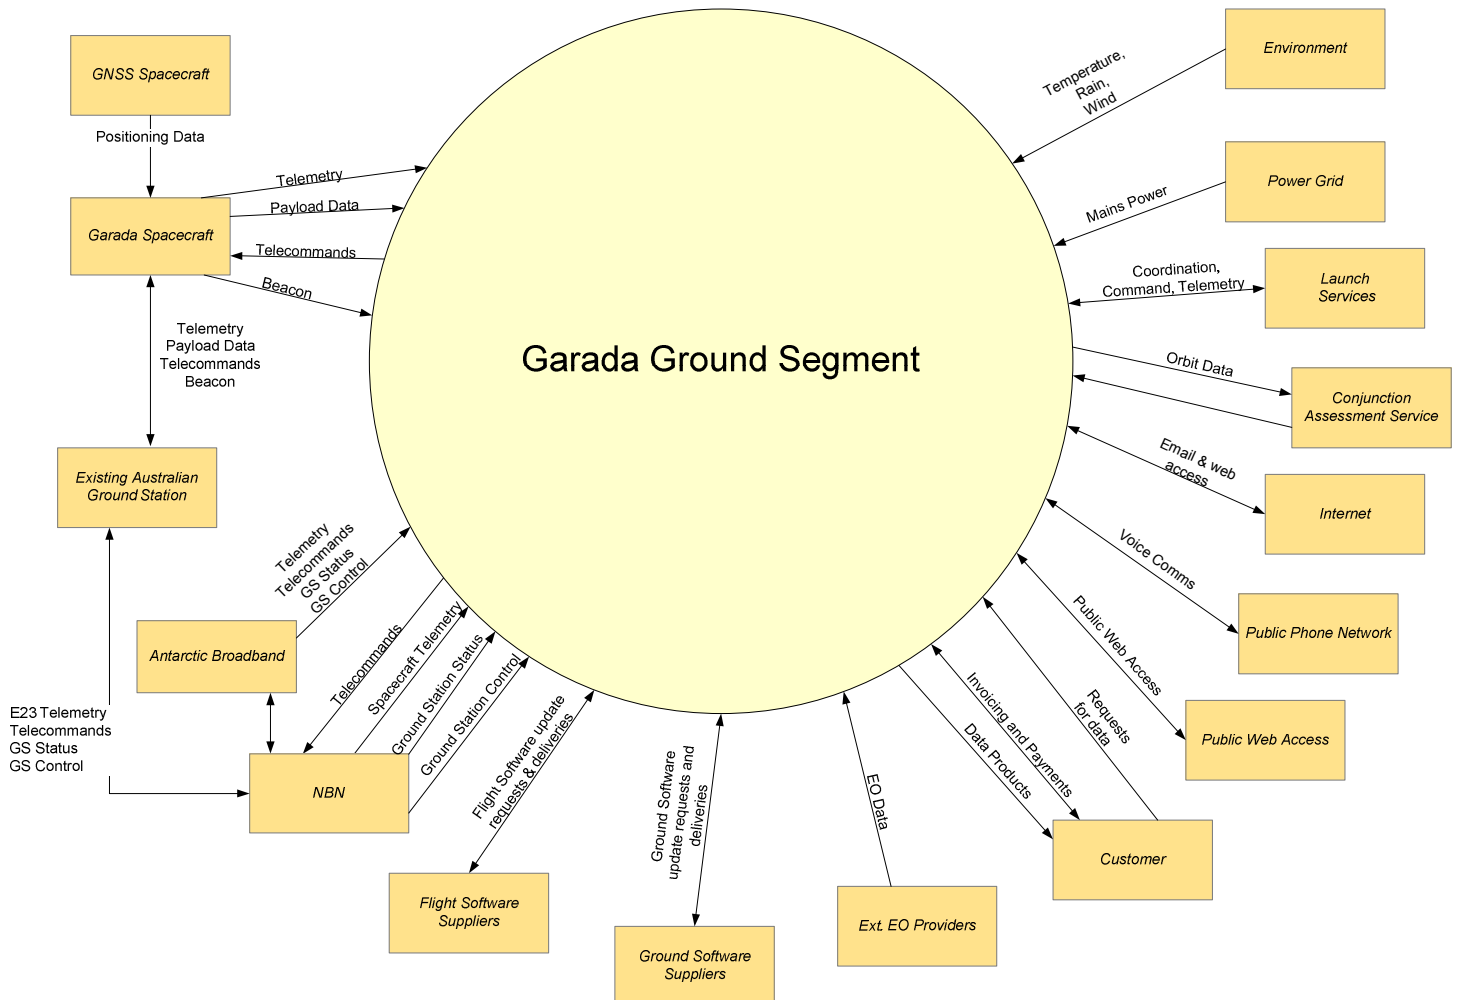 GNSS Spacecraft
Positioning Data
Garada Spacecraft
Telemetry
Payload Data
Telecommands
Beacon
Telemetry
Payload Data
Telecommands
Beacon
Existing Australian
Ground Station
Telemetry
Telecommands
GS Status
GS Control
Antarctic Broadband
E23 Telemetry
Telecommands
GS Status
GS Control
NBN
Telecommands
Spacecraft Telemetry
Ground Station Status
Ground Station Control
Flight Software update
requests & deliveries
Flight Software
Suppliers
Ground Software
update requests and
deliveries
Ground Software
Suppliers
EO Data
Ext. EO Providers
Garada Ground Segment
Environment
Temperature,
Rain,
Wind
Power Grid
Mains Power
Coordination,
Command, Telemetry
Launch
Services
Orbit Data
Conjunction
Assessment Service
Email & web
access
Internet
Voice Comms
Public Phone Network
Public Web Access
Public Web Access
Requests
for data
Invoicing and Payments
Data Products
Customer